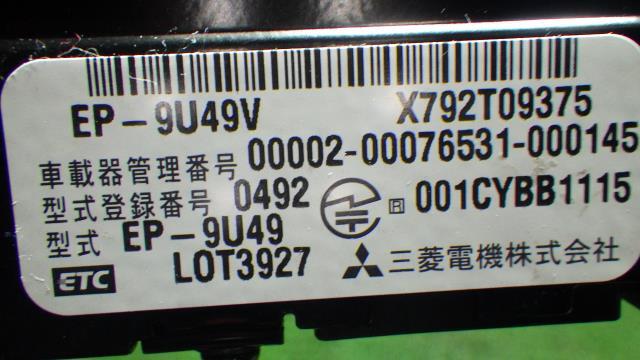 EP-9U49V X792T09375
車載器管理番号 00002-00076531-000145
型式登録番号 0492 R 001CYBB1115
型式 EP-9U49
ETC LOT3927 三菱電機株式会社